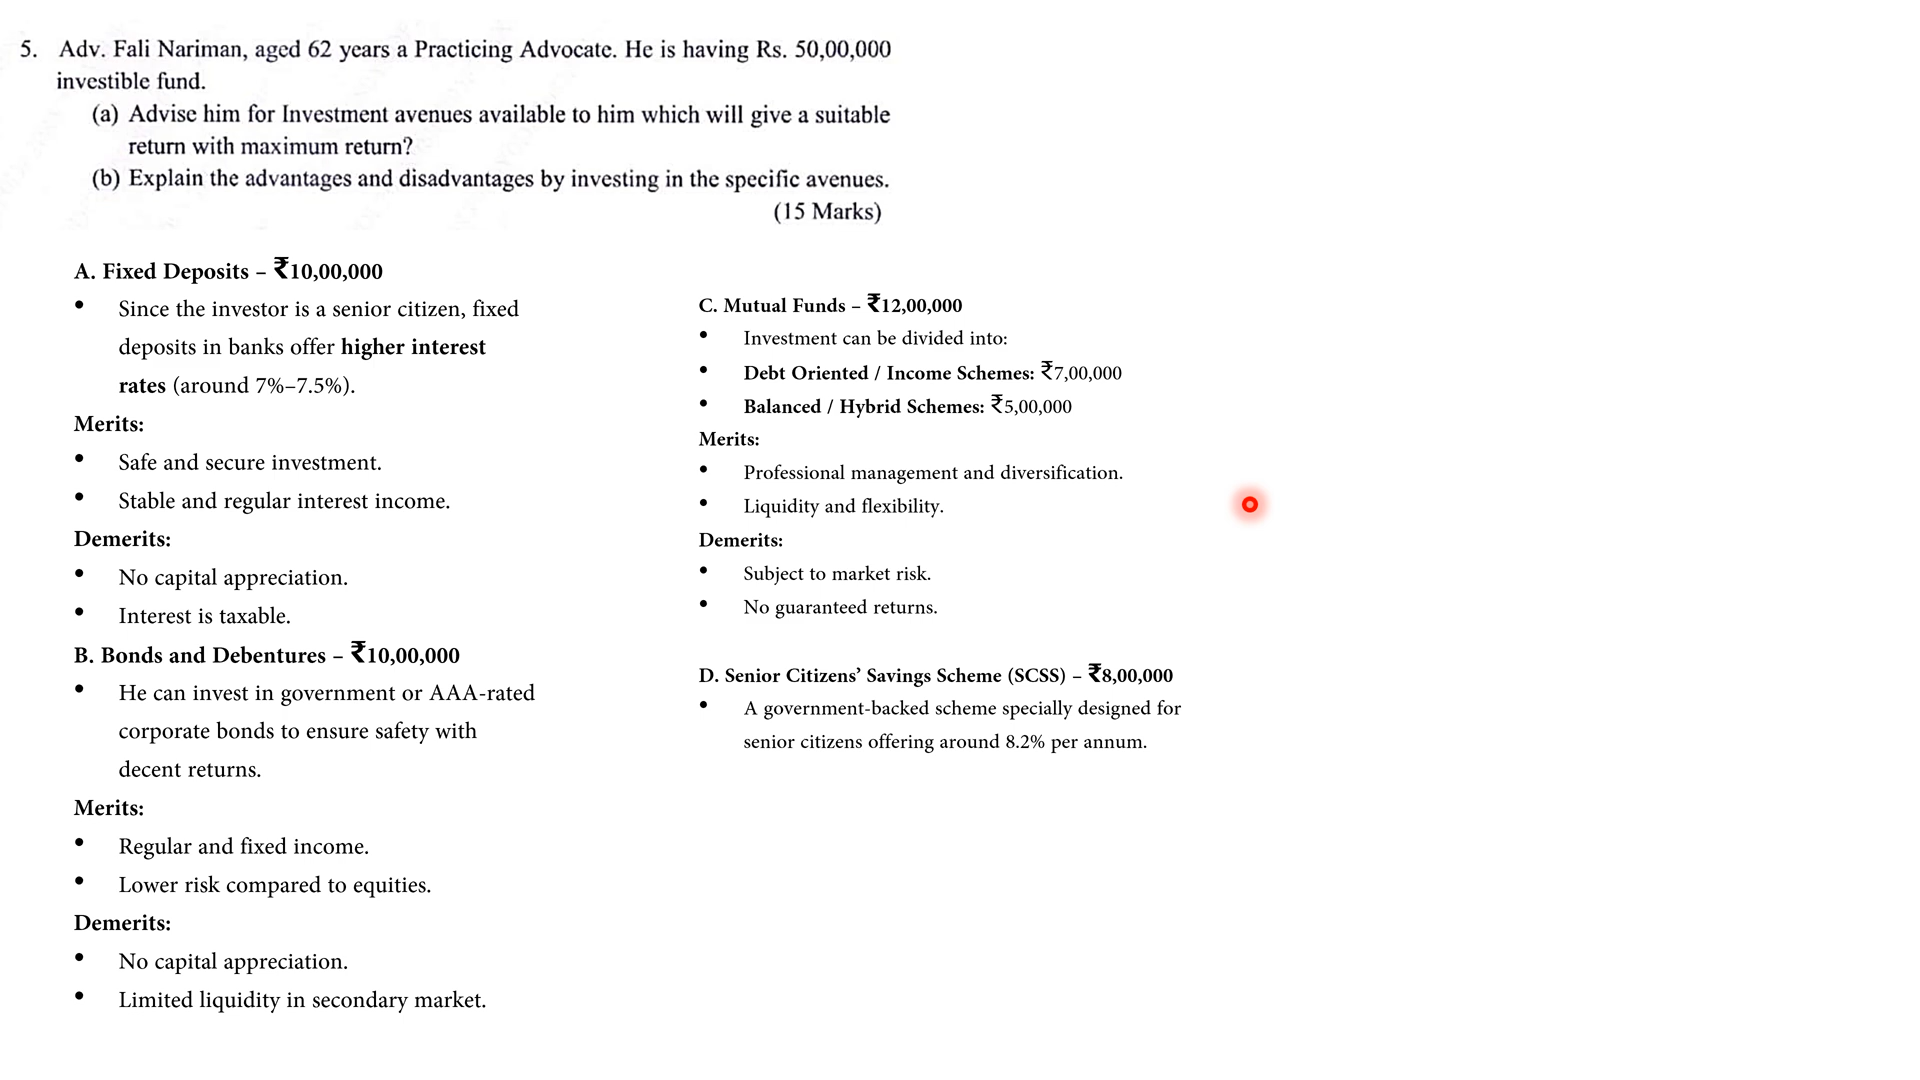 5. Adv. Fali Nariman, aged 62 years a Practicing Advocate. He is having Rs. 50,00,000
investible fund.
(a) Advise him for Investment avenues available to him which will give a suitable
return with maximum return?
(b) Explain the advantages and disadvantages by investing in the specific avenues.
(15 Marks)
A. Fixed Deposits – ₹10,00,000
• Since the investor is a senior citizen, fixed
deposits in banks offer higher interest
rates (around 7%–7.5%).
Merits:
• Safe and secure investment.
• Stable and regular interest income.
Demerits:
• No capital appreciation.
• Interest is taxable.
B. Bonds and Debentures – ₹10,00,000
• He can invest in government or AAA-rated
corporate bonds to ensure safety with
decent returns.
Merits:
• Regular and fixed income.
• Lower risk compared to equities.
Demerits:
• No capital appreciation.
• Limited liquidity in secondary market.
C. Mutual Funds – ₹12,00,000
• Investment can be divided into:
• Debt Oriented / Income Schemes: ₹7,00,000
• Balanced / Hybrid Schemes: ₹5,00,000
Merits:
• Professional management and diversification.
• Liquidity and flexibility.
Demerits:
• Subject to market risk.
• No guaranteed returns.
D. Senior Citizens’ Savings Scheme (SCSS) – ₹8,00,000
• A government-backed scheme specially designed for
senior citizens offering around 8.2% per annum.